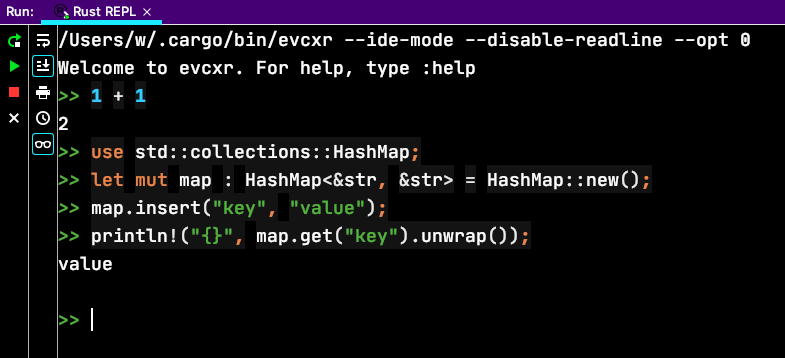 Run: Rust REPL ×
/Users/w/.cargo/bin/evcxr --ide-mode --disable-readline --opt 0
Welcome to evcxr. For help, type :help
>> 1 + 1
2
>> use std::collections::HashMap;
>> let mut map : HashMap<&str, &str> = HashMap::new();
>> map.insert("key", "value");
>> println!("{}", map.get("key").unwrap());
value
>>